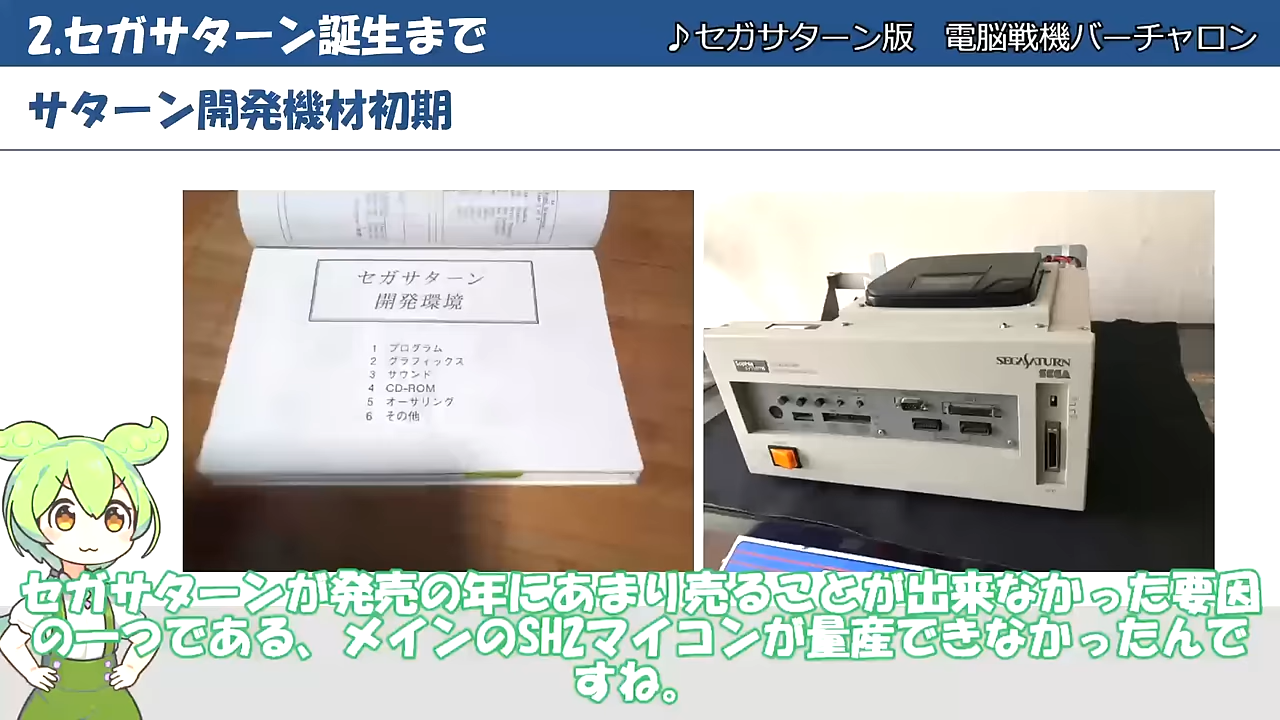 2.セガサターン誕生まで
♪セガサターン版　電脳戦機バーチャロン
サターン開発機材初期
セガサターン
開発環境
1 プログラム
2 グラフィックス
3 サウンド
4 CD-ROM
5 オーサリング
6 その他
SEGA SATURN
SEGA
セガサターンが発売の年にあまり売ることが出来なかった要因
の一つである、メインのSH2マイコンが量産できなかったんで
すね。